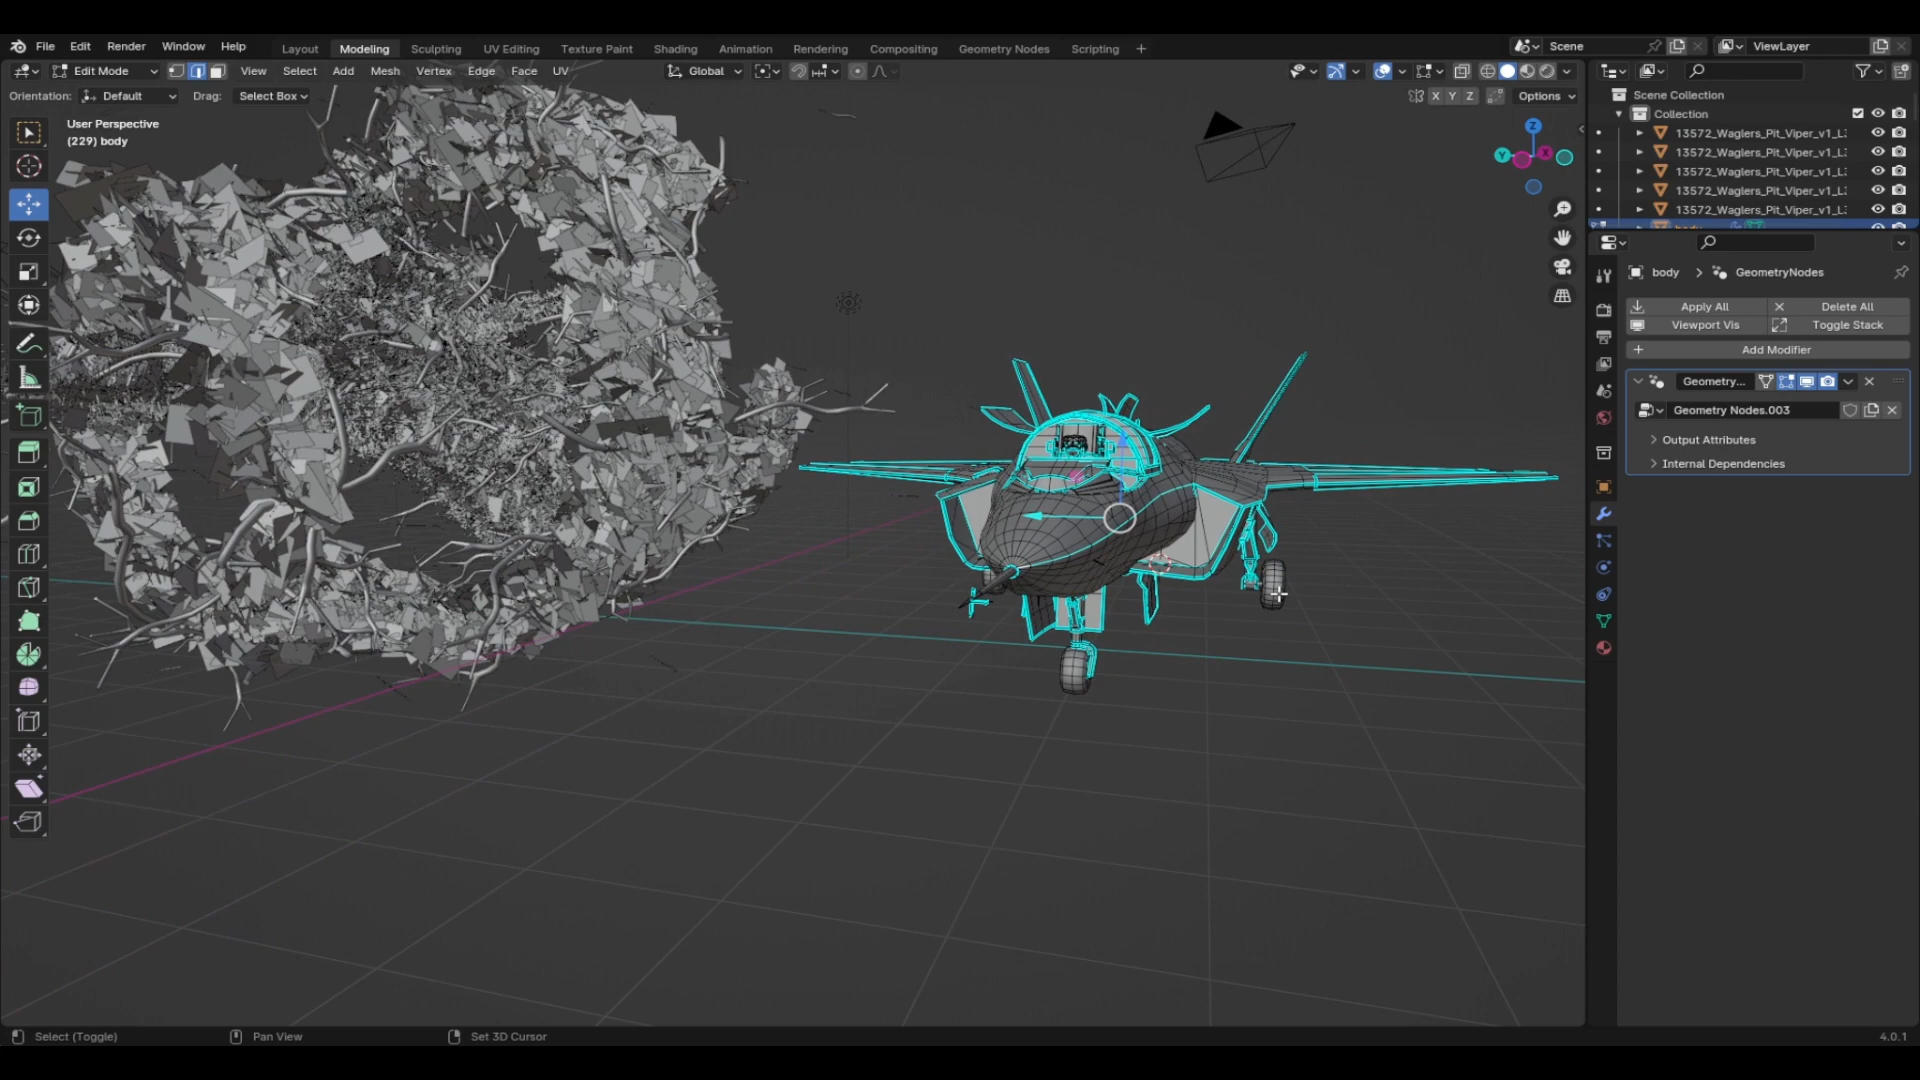 File Edit Render Window Help Layout Modeling Sculpting UV Editing Texture Paint Shading Animation Rendering Compositing Geometry Nodes Scripting + Scene ViewLayer
Edit Mode View Select Add Mesh Vertex Edge Face UV Global
Orientation: Default Drag: Select Box X Y Z Options
User Perspective
(229) body
Z
Y X
Scene Collection
Collection
13572_Waglers_Pit_Viper_v1_L
13572_Waglers_Pit_Viper_v1_L
13572_Waglers_Pit_Viper_v1_L
13572_Waglers_Pit_Viper_v1_L
13572_Waglers_Pit_Viper_v1_L
body > GeometryNodes
Apply All Delete All
Viewport Vis Toggle Stack
+ Add Modifier
Geometry...
Geometry Nodes.003
Output Attributes
Internal Dependencies
Select (Toggle) Pan View Set 3D Cursor 4.0.1